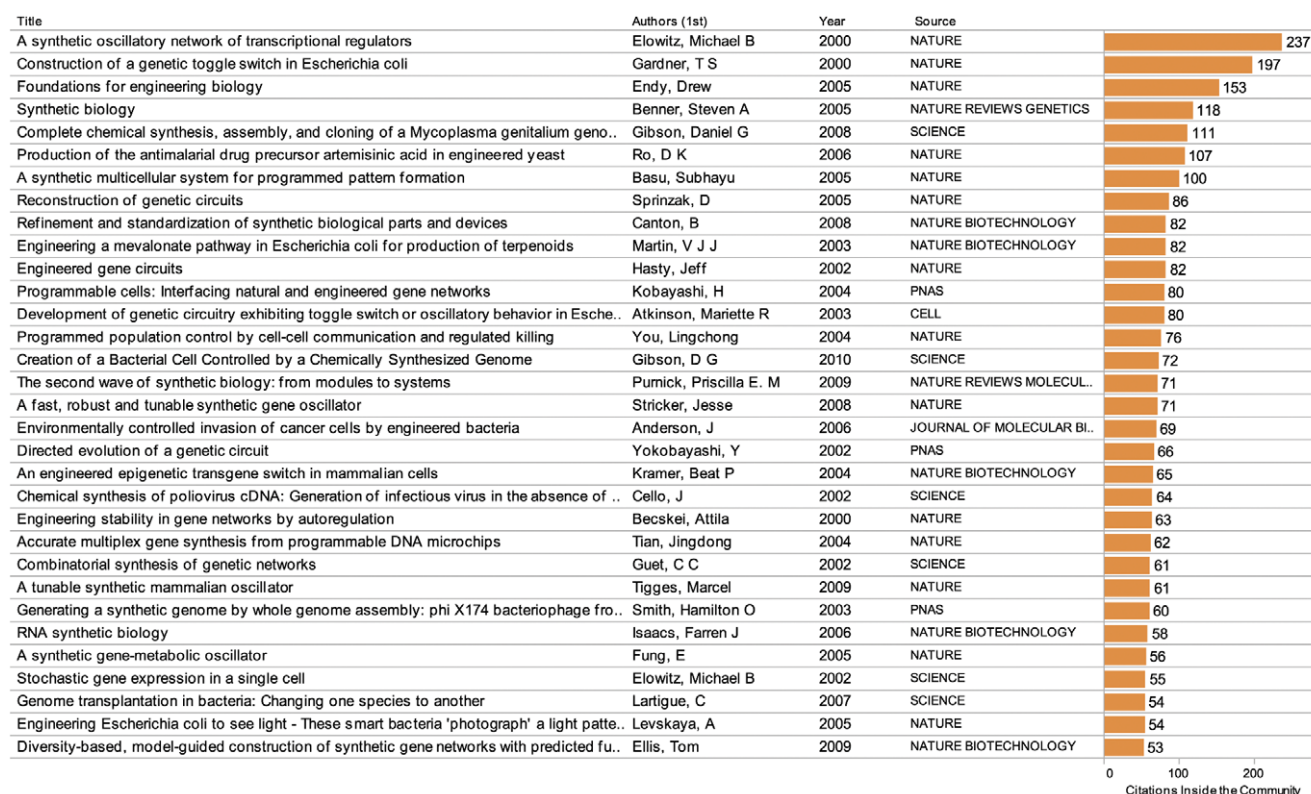 Title Authors (1st) Year Source
A synthetic oscillatory network of transcriptional regulators Elowitz, Michael B 2000 NATURE 237
Construction of a genetic toggle switch in Escherichia coli Gardner, T S 2000 NATURE 197
Foundations for engineering biology Endy, Drew 2005 NATURE 153
Synthetic biology Benner, Steven A 2005 NATURE REVIEWS GENETICS 118
Complete chemical synthesis, assembly, and cloning of a Mycoplasma genitalium geno.. Gibson, Daniel G 2008 SCIENCE 111
Production of the antimalarial drug precursor artemisinic acid in engineered yeast Ro, D K 2006 NATURE 107
A synthetic multicellular system for programmed pattern formation Basu, Subhayu 2005 NATURE 100
Reconstruction of genetic circuits Sprinzak, D 2005 NATURE 86
Refinement and standardization of synthetic biological parts and devices Canton, B 2008 NATURE BIOTECHNOLOGY 82
Engineering a mevalonate pathway in Escherichia coli for production of terpenoids Martin, V J J 2003 NATURE BIOTECHNOLOGY 82
Engineered gene circuits Hasty, Jeff 2002 NATURE 82
Programmable cells: Interfacing natural and engineered gene networks Kobayashi, H 2004 PNAS 80
Development of genetic circuitry exhibiting toggle switch or oscillatory behavior in Esche.. Atkinson, Mariette R 2003 CELL 80
Programmed population control by cell-cell communication and regulated killing You, Lingchong 2004 NATURE 76
Creation of a Bacterial Cell Controlled by a Chemically Synthesized Genome Gibson, D G 2010 SCIENCE 72
The second wave of synthetic biology: from modules to systems Purnick, Priscilla E. M 2009 NATURE REVIEWS MOLECUL.. 71
A fast, robust and tunable synthetic gene oscillator Stricker, Jesse 2008 NATURE 71
Environmentally controlled invasion of cancer cells by engineered bacteria Anderson, J 2006 JOURNAL OF MOLECULAR BI.. 69
Directed evolution of a genetic circuit Yokobayashi, Y 2002 PNAS 66
An engineered epigenetic transgene switch in mammalian cells Kramer, Beat P 2004 NATURE BIOTECHNOLOGY 65
Chemical synthesis of poliovirus cDNA: Generation of infectious virus in the absence of .. Cello, J 2002 SCIENCE 64
Engineering stability in gene networks by autoregulation Becskei, Attila 2000 NATURE 63
Accurate multiplex gene synthesis from programmable DNA microchips Tian, Jingdong 2004 NATURE 62
Combinatorial synthesis of genetic networks Guet, C C 2002 SCIENCE 61
A tunable synthetic mammalian oscillator Tigges, Marcel 2009 NATURE 61
Generating a synthetic genome by whole genome assembly: phi X174 bacteriophage fro.. Smith, Hamilton O 2003 PNAS 60
RNA synthetic biology Isaacs, Farren J 2006 NATURE BIOTECHNOLOGY 58
A synthetic gene-metabolic oscillator Fung, E 2005 NATURE 56
Stochastic gene expression in a single cell Elowitz, Michael B 2002 SCIENCE 55
Genome transplantation in bacteria: Changing one species to another Lartigue, C 2007 SCIENCE 54
Engineering Escherichia coli to see light - These smart bacteria 'photograph' a light patte.. Levskaya, A 2005 NATURE 54
Diversity-based, model-guided construction of synthetic gene networks with predicted fu.. Ellis, Tom 2009 NATURE BIOTECHNOLOGY 53
0 100 200
Citations Inside the Community